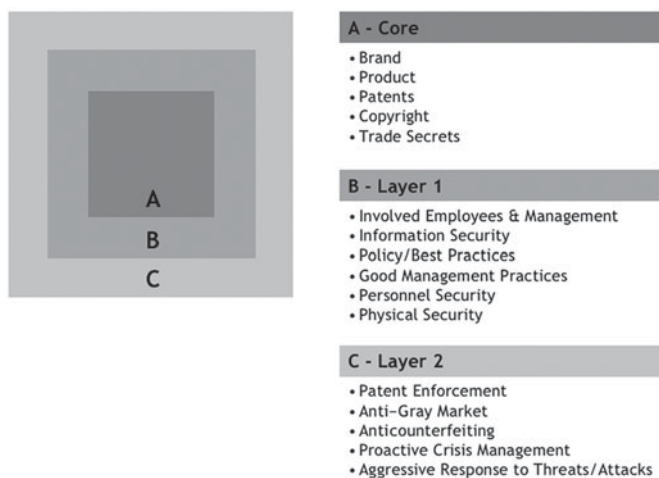 A
B
C
A - Core
• Brand
• Product
• Patents
• Copyright
• Trade Secrets
B - Layer 1
• Involved Employees & Management
• Information Security
• Policy/Best Practices
• Good Management Practices
• Personnel Security
• Physical Security
C - Layer 2
• Patent Enforcement
• Anti–Gray Market
• Anticounterfeiting
• Proactive Crisis Management
• Aggressive Response to Threats/Attacks